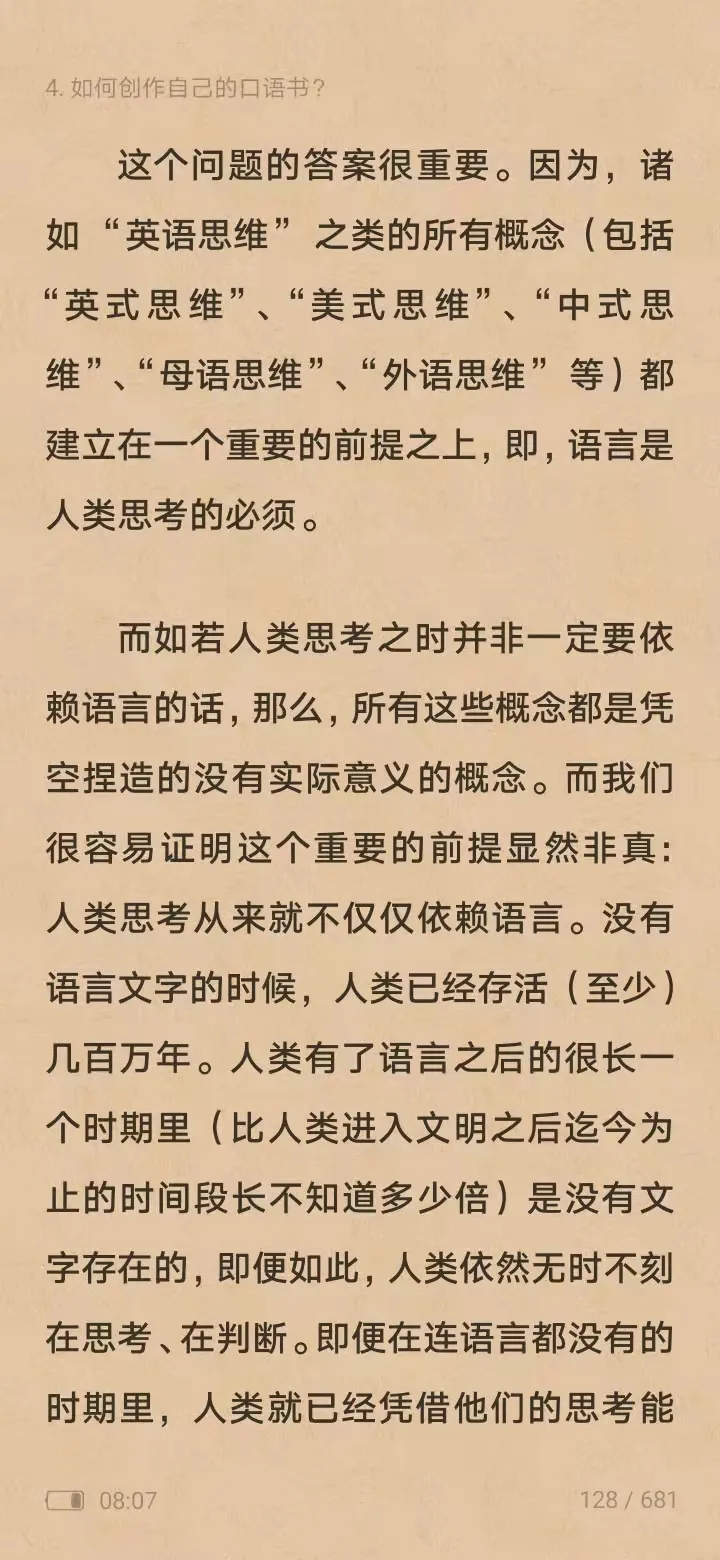 4. 如何创作自己的口语书？
这个问题的答案很重要。因为，诸
如“英语思维” 之类的所有概念（包括
“英式思维”、“美式思维”、“中式思
维”、“母语思维”、“外语思维” 等）都
建立在一个重要的前提之上，即，语言是
人类思考的必须。
而如若人类思考之时并非一定要依
赖语言的话，那么，所有这些概念都是凭
空捏造的没有实际意义的概念。而我们
很容易证明这个重要的前提显然非真：
人类思考从来就不仅仅依赖语言。没有
语言文字的时候，人类已经存活（至少）
几百万年。人类有了语言之后的很长一
个时期里（比人类进入文明之后迄今为
止的时间段长不知道多少倍）是没有文
字存在的，即便如此，人类依然无时不刻
在思考、在判断。即便在连语言都没有的
时期里，人类就已经凭借他们的思考能
08:07
128 / 681